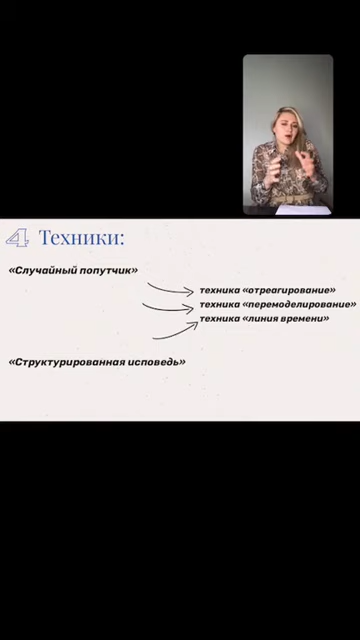 4 Техники:
«Случайный попутчик»
техника «отреагирование»
техника «перемоделирование»
техника «линия времени»
«Структурированная исповедь»